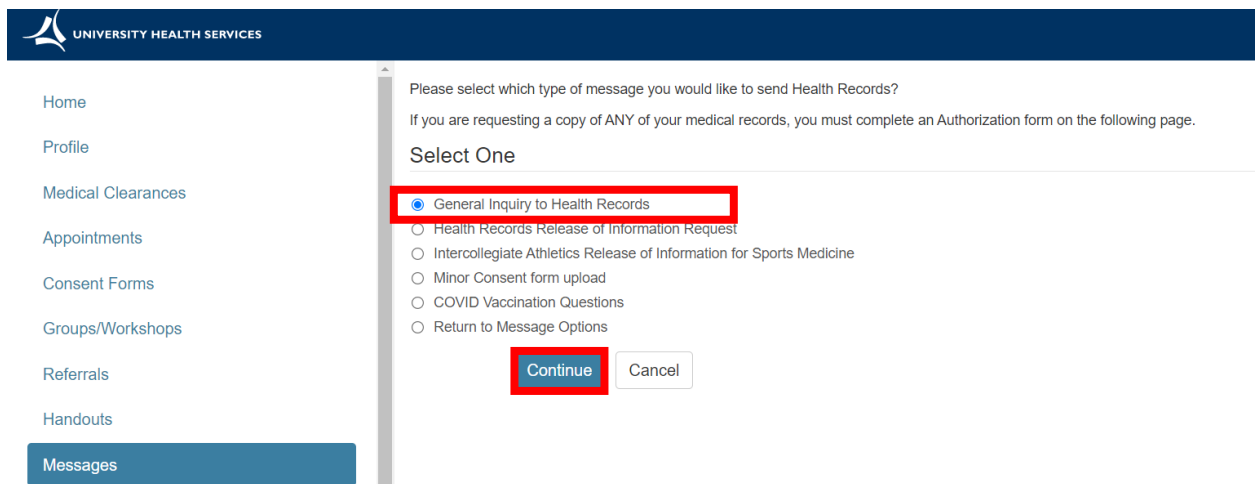 UNIVERSITY HEALTH SERVICES
Home
Profile
Medical Clearances
Appointments
Consent Forms
Groups/Workshops
Referrals
Handouts
Messages
Please select which type of message you would like to send Health Records?
If you are requesting a copy of ANY of your medical records, you must complete an Authorization form on the following page.
Select One
General Inquiry to Health Records
Health Records Release of Information Request
Intercollegiate Athletics Release of Information for Sports Medicine
Minor Consent form upload
COVID Vaccination Questions
Return to Message Options
Continue Cancel